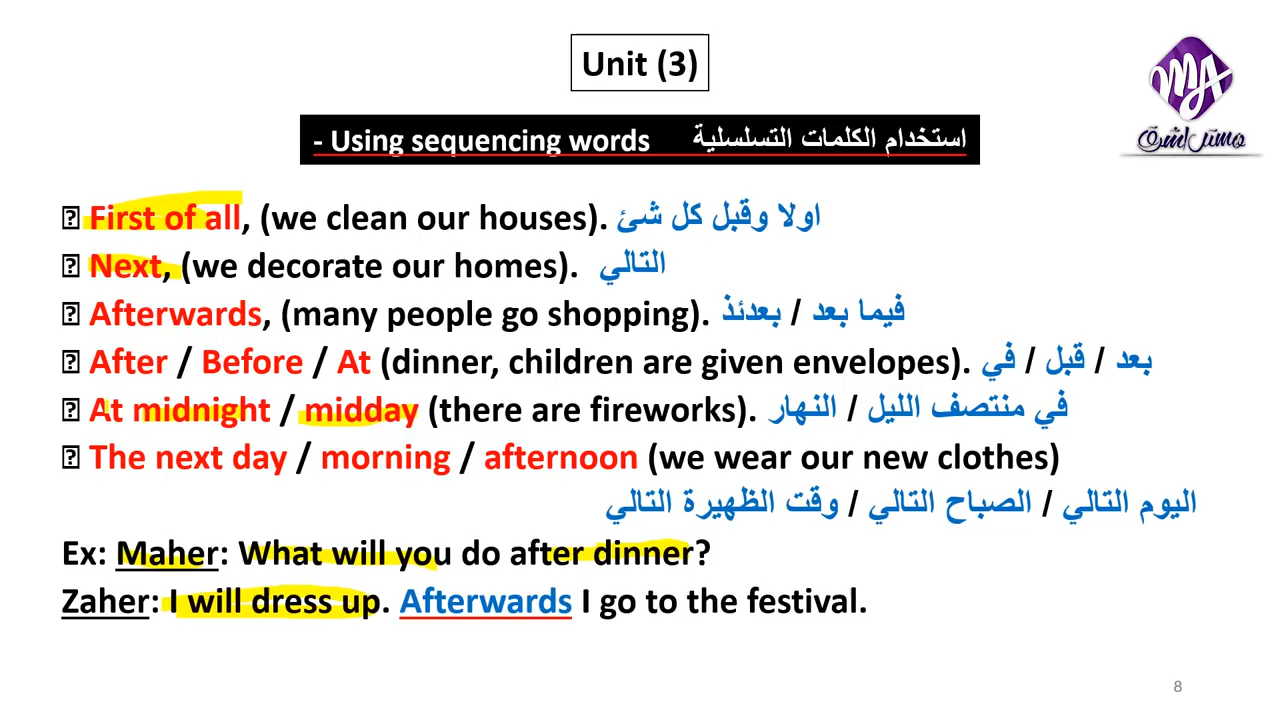 Unit (3)
- Using sequencing words استخدام الكلمات التسلسلية
First of all, (we clean our houses). اولا وقبل كل شئ
Next, (we decorate our homes). التالي
Afterwards, (many people go shopping). فيما بعد / بعدئذ
After / Before / At (dinner, children are given envelopes). بعد / قبل / في
At midnight / midday (there are fireworks). في منتصف الليل / النهار
The next day / morning / afternoon (we wear our new clothes)
اليوم التالي / الصباح التالي / وقت الظهيرة التالي
Ex: Maher: What will you do after dinner?
Zaher: I will dress up. Afterwards I go to the festival.
MA
8